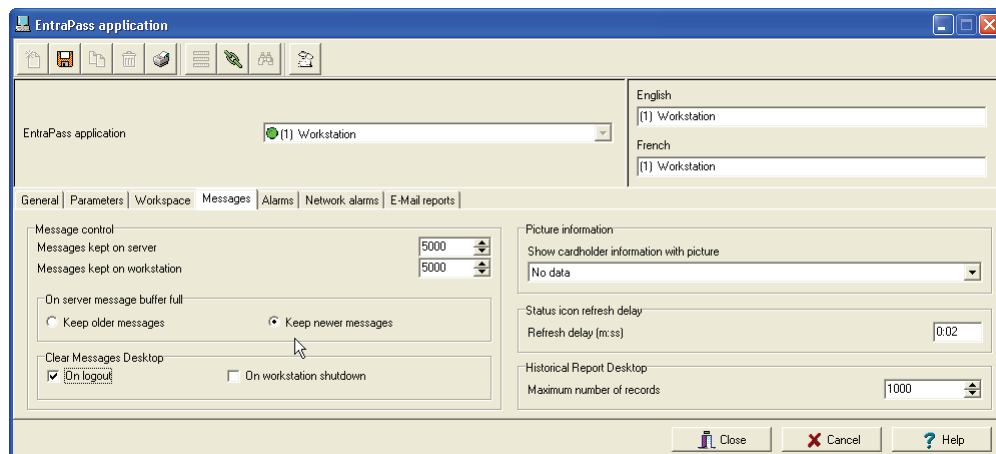 EntraPass application
English
(1) Workstation
EntraPass application
(1) Workstation
French
(1) Workstation
General
Parameters
Workspace
Messages
Alarms
Network alarms
E-Mail reports
Message control
Messages kept on server
5000
Messages kept on workstation
5000
On server message buffer full
Keep older messages
Keep newer messages
Clear Messages Desktop
On logout
On workstation shutdown
Picture information
Show cardholder information with picture
No data
Status icon refresh delay
Refresh delay (m:ss)
0:02
Historical Report Desktop
Maximum number of records
1000
Close
Cancel
? Help